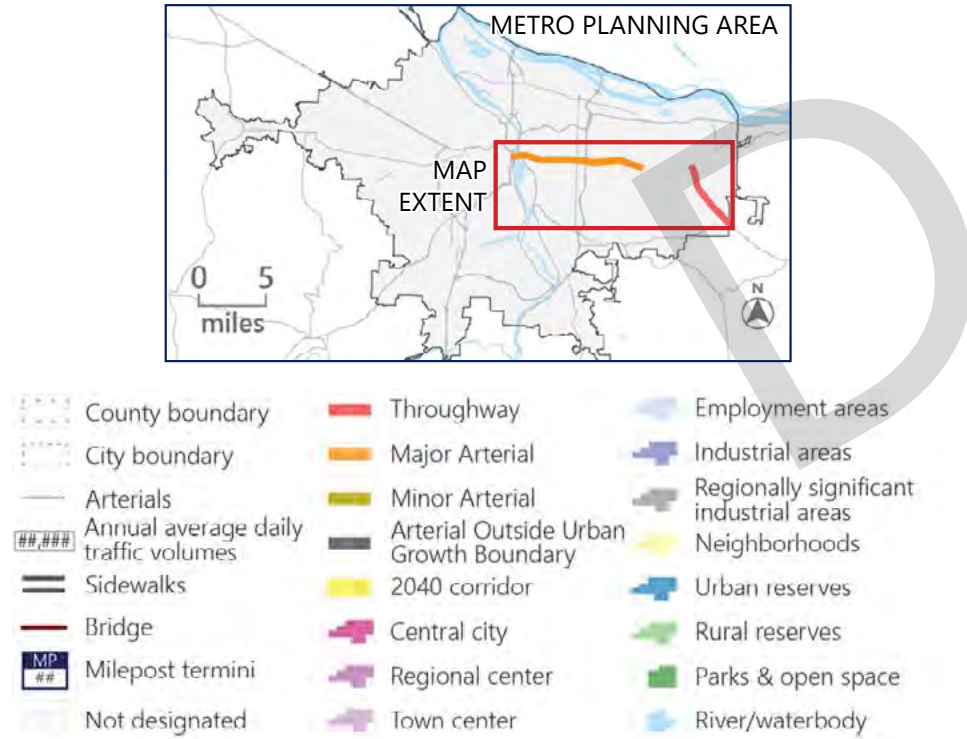 METRO PLANNING AREA
MAP
EXTENT
0 5
miles
N
D
County boundary
City boundary
Arterials
##,###
Annual average daily
traffic volumes
Sidewalks
Bridge
MP
##
Milepost termini
Not designated
Throughway
Major Arterial
Minor Arterial
Arterial Outside Urban
Growth Boundary
2040 corridor
Central city
Regional center
Town center
Employment areas
Industrial areas
Regionally significant
industrial areas
Neighborhoods
Urban reserves
Rural reserves
Parks & open space
River/waterbody